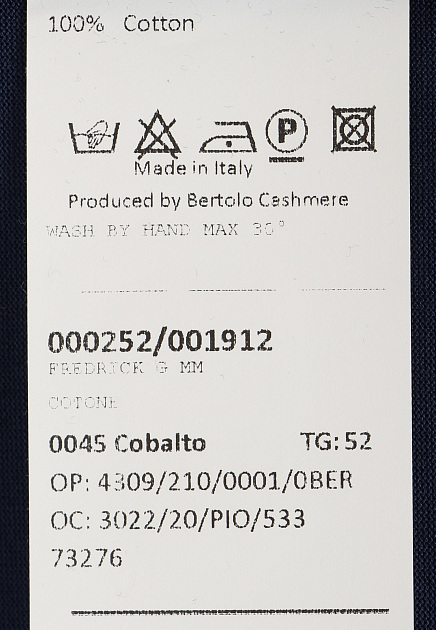 100% Cotton
P
Made in Italy
Produced by Bertolo Cashmere
WASH BY HAND MAX 30°
000252/001912
FREDRICK G MM
COTONE
0045 Cobalto TG: 52
OP: 4309/210/0001/0BER
OC: 3022/20/PIO/533
73276